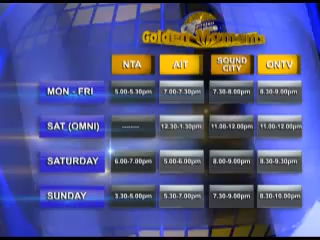 Golden Moments
NTA AIT SOUND CITY ONTV
MON - FRI 5.00-5.30pm 7.00-7.30pm 7.30-8.00pm 8.30-9.00pm
SAT (OMNI) -------- 12.30-1.30pm 11.00-12.00pm 11.00-12.00pm
SATURDAY 6.00-7.00pm 5.00-6.00pm 8.00-9.00pm 8.30-9.30pm
SUNDAY 3.30-5.00pm 5.30-7.00pm 7.30-9.00pm 8.30-10.00pm